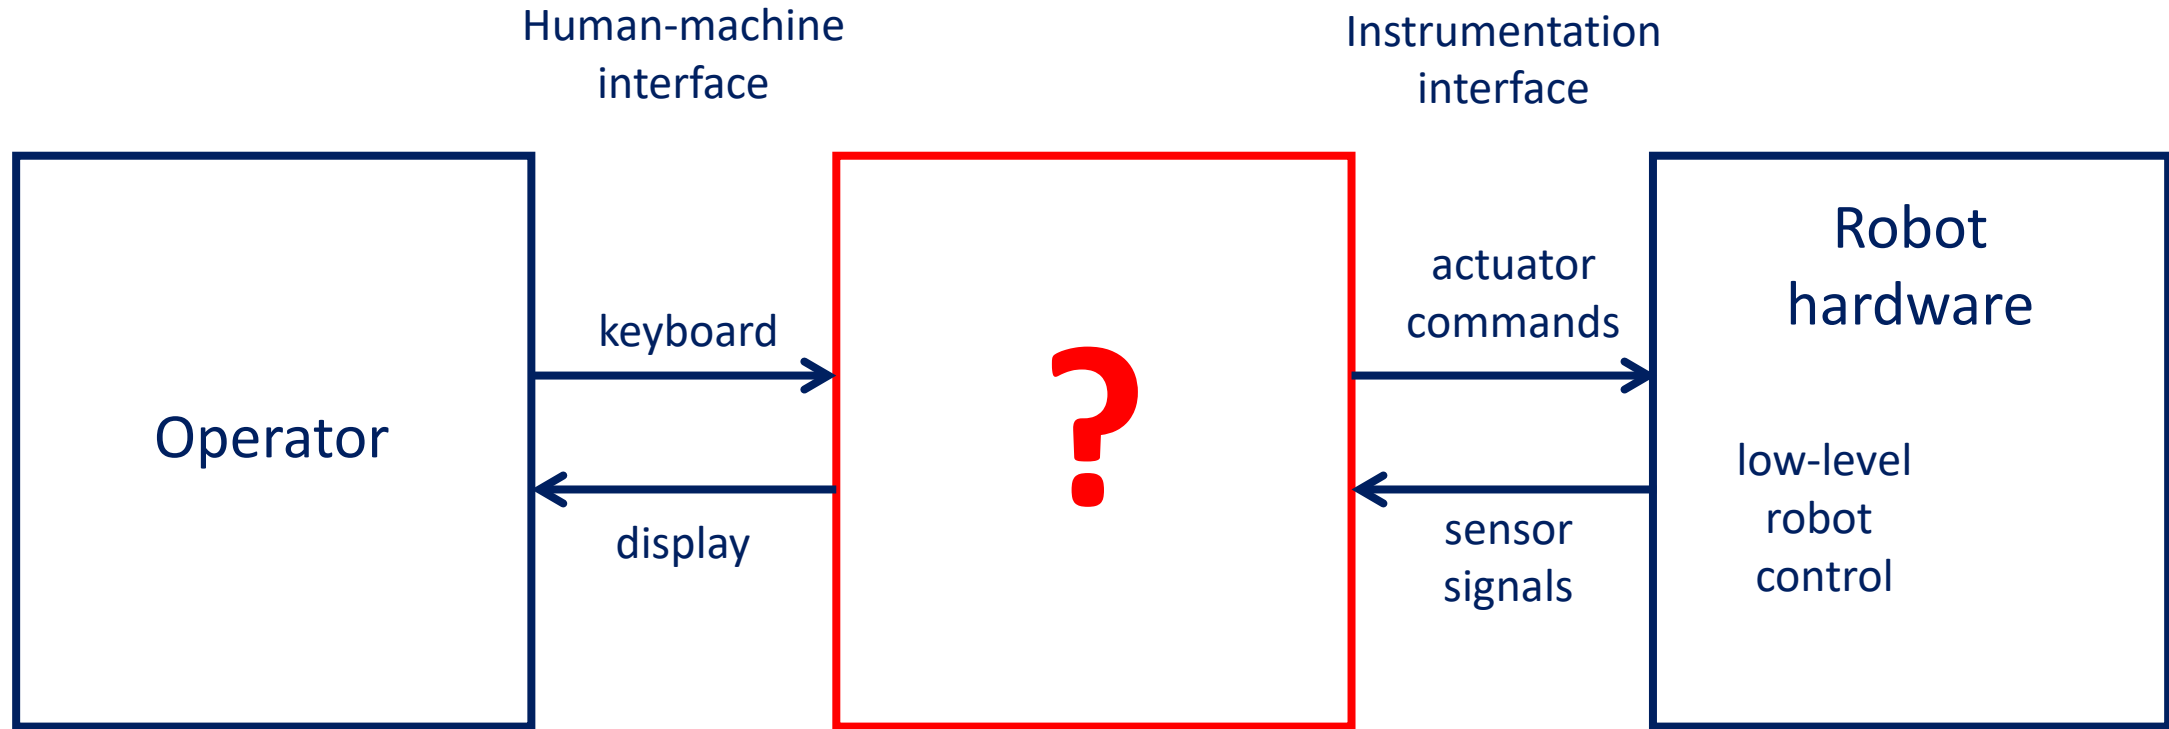 Human-machine
interface
Instrumentation
interface
Operator
keyboard
display
?
actuator
commands
sensor
signals
Robot
hardware
low-level
robot
control